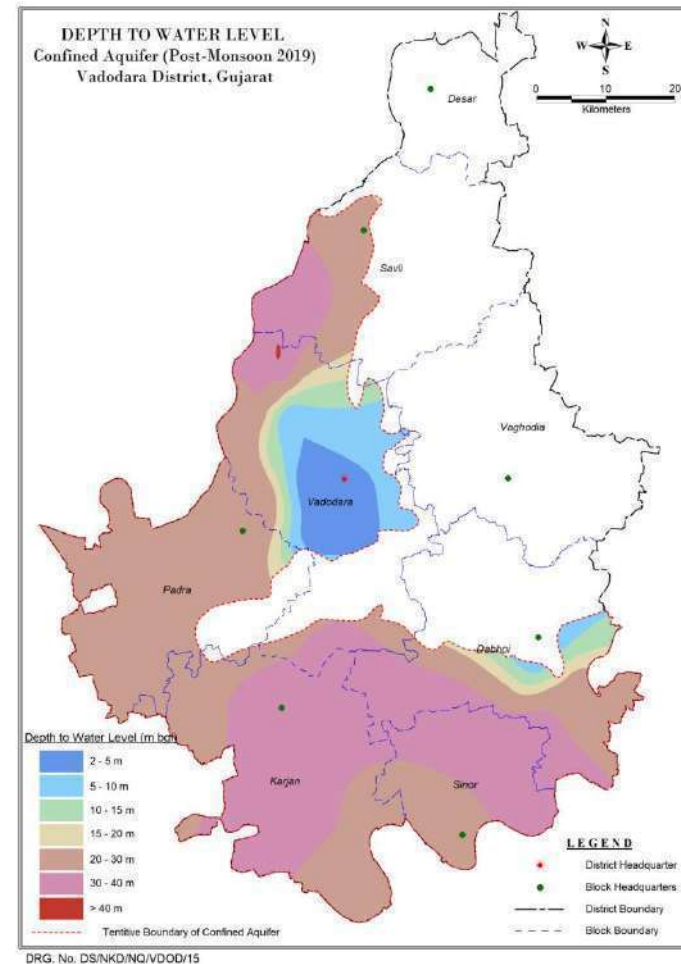 DEPTH TO WATER LEVEL
Confined Aquifer (Post-Monsoon 2019)
Vadodara District, Gujarat
N
W E
S
0 10 20
Kilometers
Desar
Savli
Vaghodia
Vadodara
Padra
Dabhoi
Karjan
Sinor
Depth to Water Level (m bgl)
2 - 5 m
5 - 10 m
10 - 15 m
15 - 20 m
20 - 30 m
30 - 40 m
> 40 m
Tentitive Boundary of Confined Aquifer
LEGEND
District Headquarter
Block Headquarters
District Boundary
Block Boundary
DRG. No. DS/NKD/NQ/VDOD/15